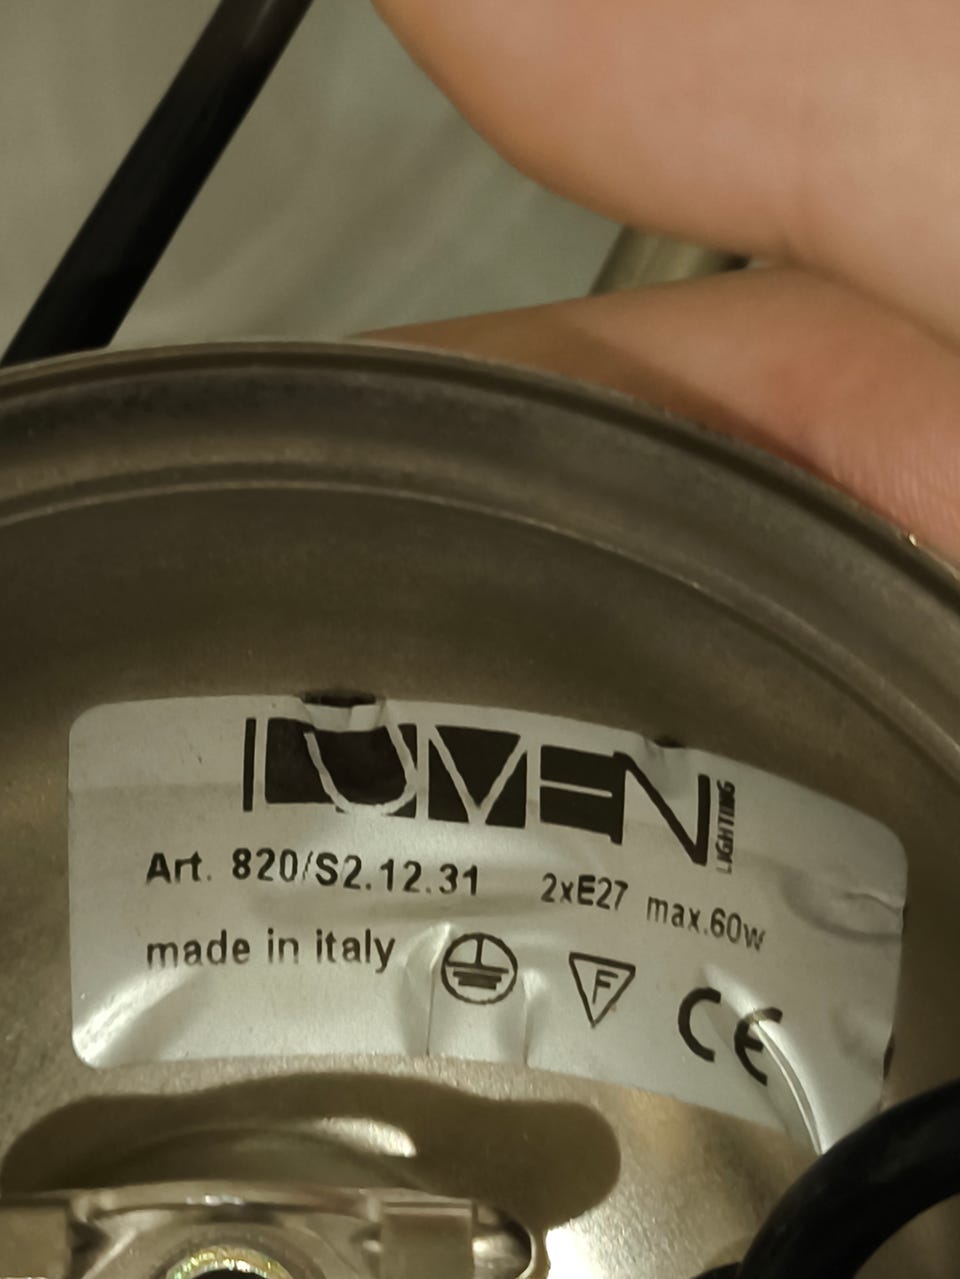 LUMEN LIGHTING
Art. 820/S2.12.31 2xE27 max.60w
made in italy F CE